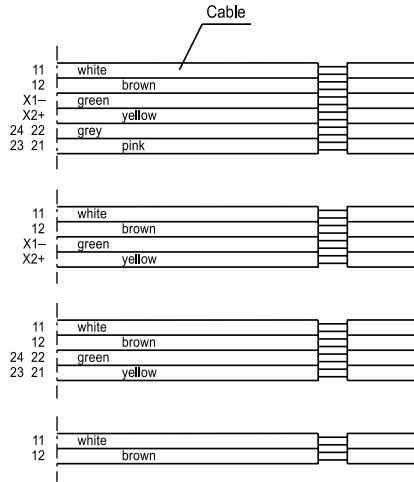 Cable
11 white
12 brown
X1– green
X2+ yellow
24 22 grey
23 21 pink
11 white
12 brown
X1– green
X2+ yellow
11 white
12 brown
24 22 green
23 21 yellow
11 white
12 brown